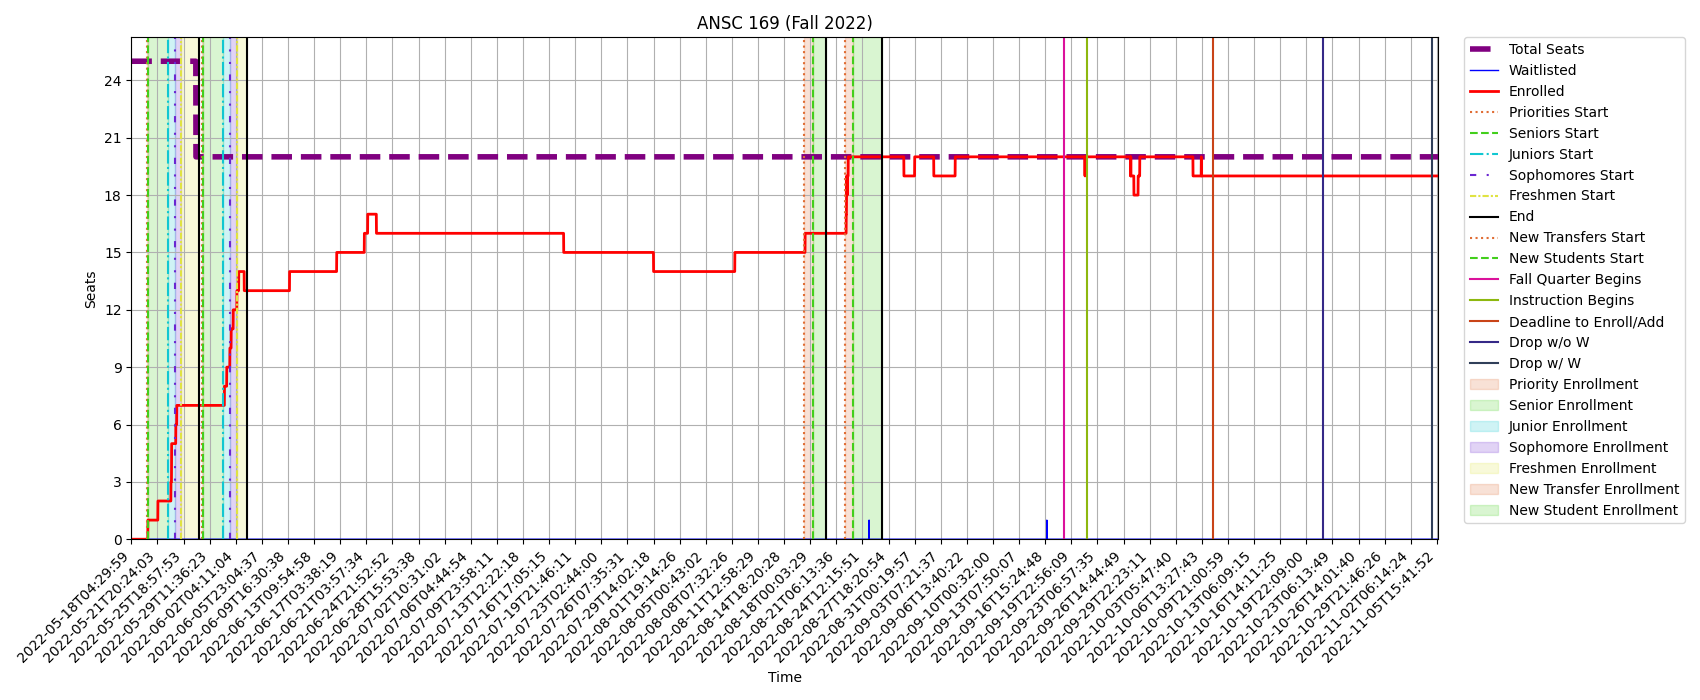 ANSC 169 (Fall 2022)
Seats
24
21
18
15
12
9
6
3
0
2022-05-18T04:29:59
2022-05-21T20:24:03
2022-05-25T18:57:53
2022-05-29T11:36:23
2022-06-02T04:11:04
2022-06-05T23:04:37
2022-06-09T16:30:38
2022-06-13T09:54:58
2022-06-17T03:38:19
2022-06-21T03:57:34
2022-06-24T21:52:52
2022-06-28T15:53:38
2022-07-02T10:31:02
2022-07-06T04:44:54
2022-07-09T23:58:11
2022-07-13T12:22:18
2022-07-16T17:05:15
2022-07-19T21:46:11
2022-07-23T02:44:00
2022-07-26T07:35:31
2022-07-29T14:02:18
2022-08-01T19:14:26
2022-08-05T00:43:02
2022-08-08T07:32:26
2022-08-11T12:58:29
2022-08-14T18:20:28
2022-08-18T00:03:29
2022-08-21T06:13:36
2022-08-24T12:15:51
2022-08-27T18:20:54
2022-08-31T00:19:57
2022-09-03T07:21:37
2022-09-06T13:40:22
2022-09-10T00:32:00
2022-09-13T07:50:07
2022-09-16T15:24:48
2022-09-19T22:56:09
2022-09-23T06:57:35
2022-09-26T14:44:49
2022-09-29T22:23:11
2022-10-03T05:47:40
2022-10-06T13:27:43
2022-10-09T21:00:59
2022-10-13T06:09:15
2022-10-16T14:11:25
2022-10-19T22:09:00
2022-10-23T06:13:49
2022-10-26T14:01:40
2022-10-29T21:46:26
2022-11-02T06:14:24
2022-11-05T15:41:52
Time
Total Seats
Waitlisted
Enrolled
Priorities Start
Seniors Start
Juniors Start
Sophomores Start
Freshmen Start
End
New Transfers Start
New Students Start
Fall Quarter Begins
Instruction Begins
Deadline to Enroll/Add
Drop w/o W
Drop w/ W
Priority Enrollment
Senior Enrollment
Junior Enrollment
Sophomore Enrollment
Freshmen Enrollment
New Transfer Enrollment
New Student Enrollment